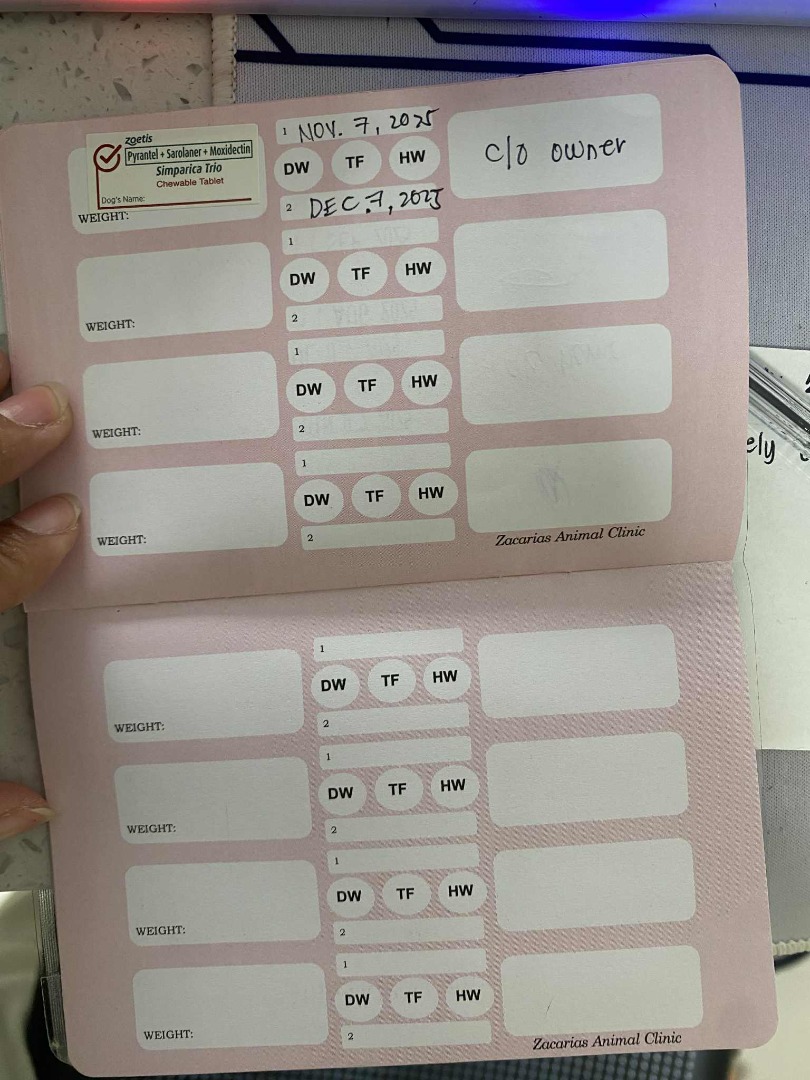 zoetis
Pyrantel + Sarolaner + Moxidectin
Simparica Trio
Chewable Tablet
Dog's Name:
WEIGHT:
1 NOV. 7, 2025
DW TF HW
2 DEC. 7, 2025
c/o owner
1
DW TF HW
2
WEIGHT:
1
DW TF HW
2
WEIGHT:
1
DW TF HW
2
WEIGHT:
Zacarias Animal Clinic
ely
1
DW TF HW
2
WEIGHT:
1
DW TF HW
2
WEIGHT:
1
DW TF HW
2
WEIGHT:
1
DW TF HW
2
WEIGHT:
Zacarias Animal Clinic